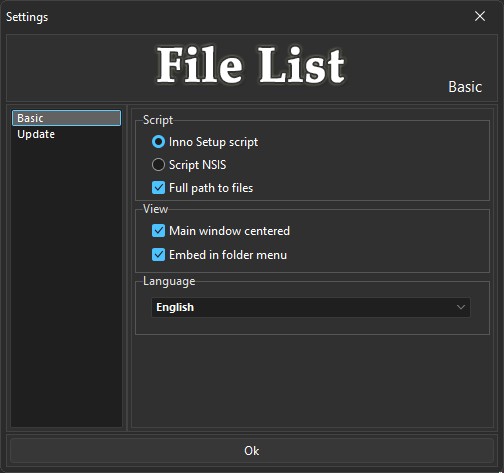 Settings
File List
Basic
Basic
Update
Script
Inno Setup script
Script NSIS
Full path to files
View
Main window centered
Embed in folder menu
Language
English
Ok